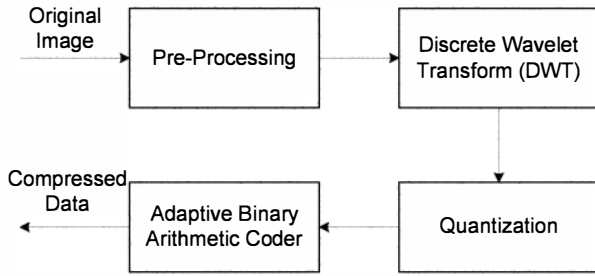 Original
Image
Pre-Processing
Discrete Wavelet
Transform (DWT)
Compressed
Data
Adaptive Binary
Arithmetic Coder
Quantization